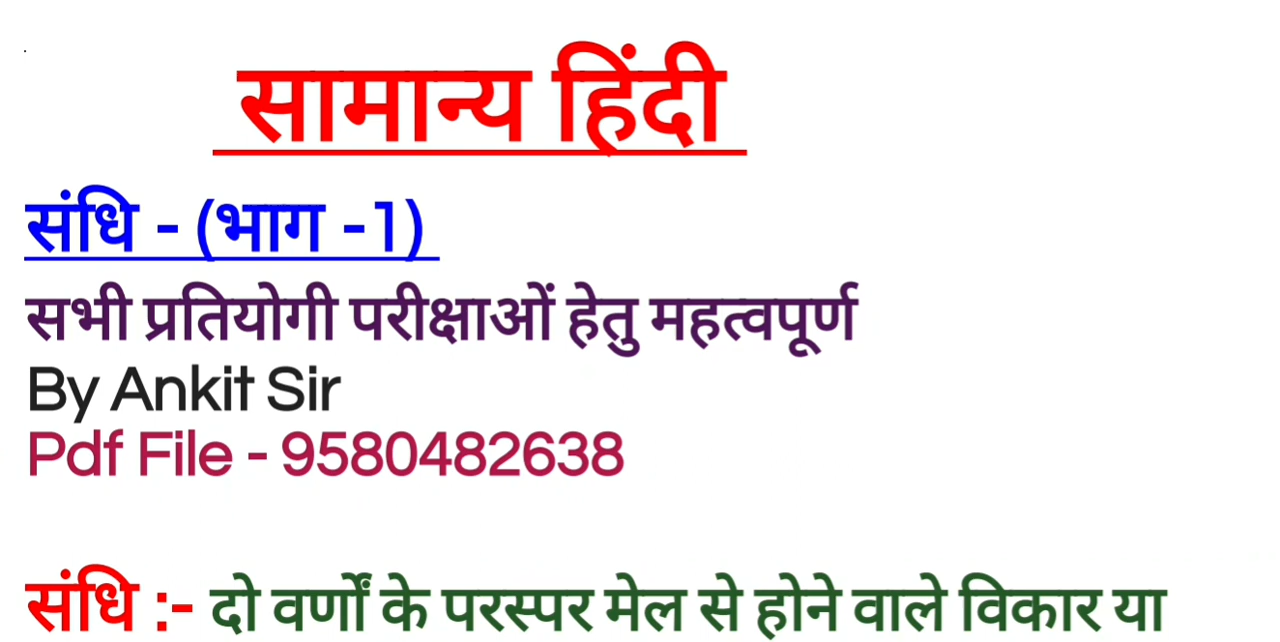 सामान्य हिंदी
संधि - (भाग -1)
सभी प्रतियोगी परीक्षाओं हेतु महत्वपूर्ण
By Ankit Sir
Pdf File - 9580482638
संधि :- दो वर्णों के परस्पर मेल से होने वाले विकार या